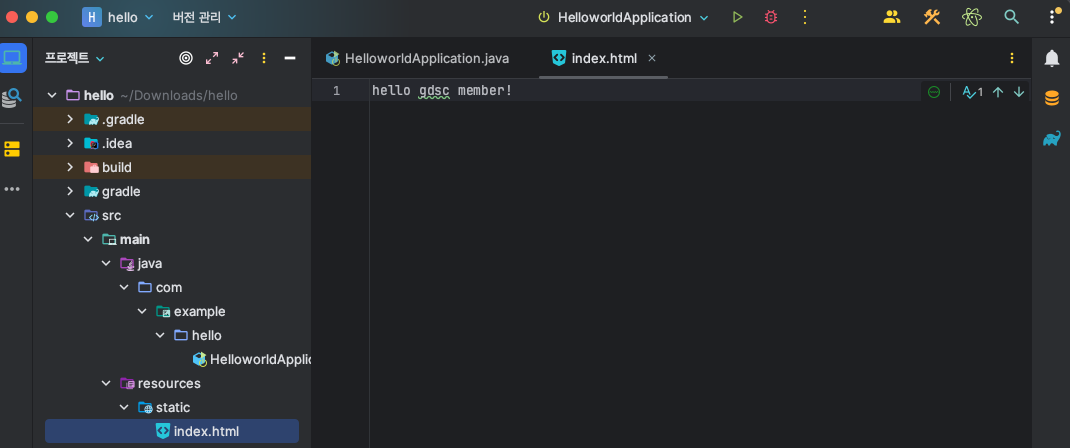 H hello 버전 관리 HelloworldApplication
프로젝트 HelloworldApplication.java index.html
hello ~/Downloads/hello
1 hello gdsc member! 1
.gradle
.idea
build
gradle
src
main
java
com
example
hello
HelloworldApplic
resources
static
index.html